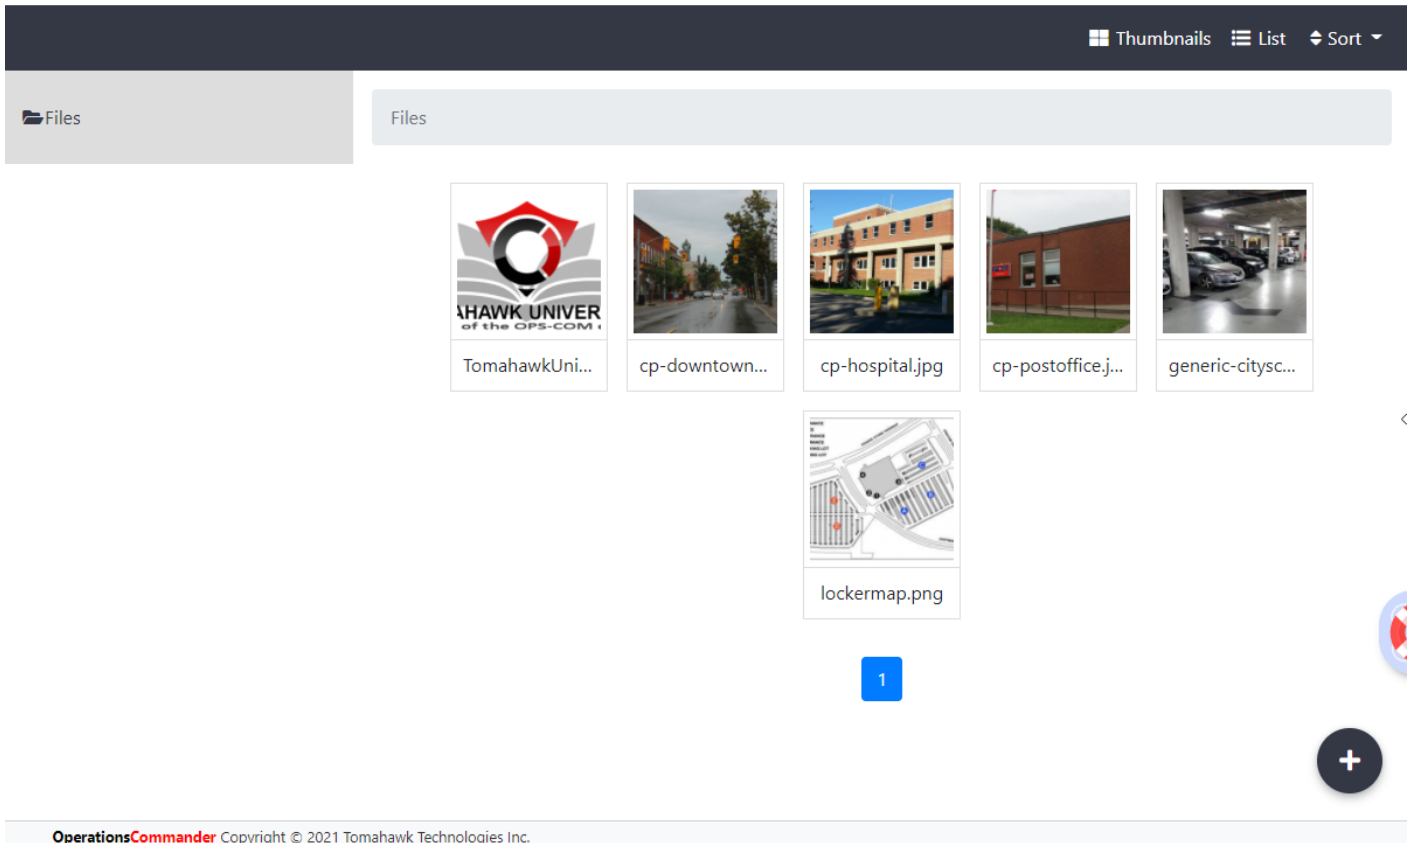 Thumbnails List Sort
Files
Files
AHAWK UNIVER
of the OPS-COM
TomahawkUni...
cp-downtown...
cp-hospital.jpg
cp-postoffice.j...
generic-citysc...
lockermap.png
1
OperationsCommander Copyright © 2021 Tomahawk Technologies Inc.